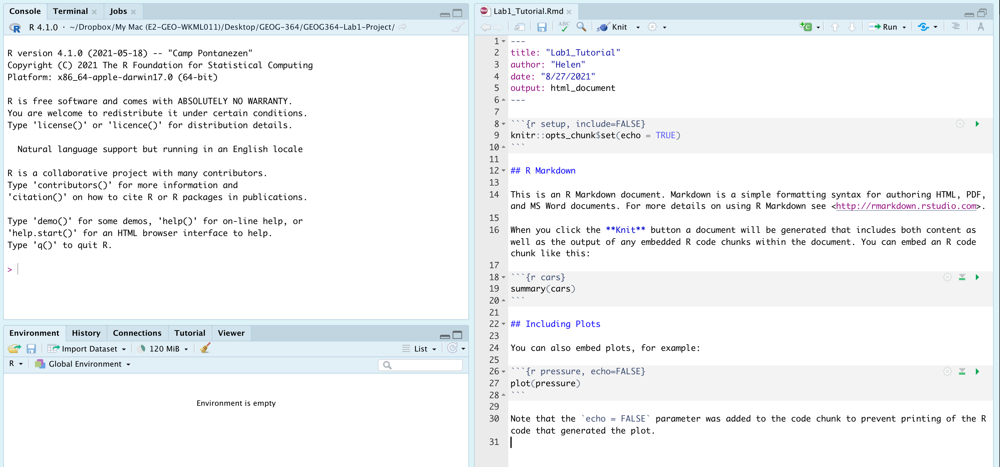 Console Terminal Jobs
R 4.1.0 · ~/Dropbox/My Mac (E2-GEO-WKML011)/Desktop/GEOG-364/GEOG364-Lab1-Project/
R version 4.1.0 (2021-05-18) -- "Camp Pontanezen"
Copyright (C) 2021 The R Foundation for Statistical Computing
Platform: x86_64-apple-darwin17.0 (64-bit)
R is free software and comes with ABSOLUTELY NO WARRANTY.
You are welcome to redistribute it under certain conditions.
Type 'license()' or 'licence()' for distribution details.
Natural language support but running in an English locale
R is a collaborative project with many contributors.
Type 'contributors()' for more information and
'citation()' on how to cite R or R packages in publications.
Type 'demo()' for some demos, 'help()' for on-line help, or
'help.start()' for an HTML browser interface to help.
Type 'q()' to quit R.
>
Environment History Connections Tutorial Viewer
Import Dataset 120 MiB List
R Global Environment
Environment is empty
Lab1_Tutorial.Rmd
ABC Knit Run
1 ---
2 title: "Lab1_Tutorial"
3 author: "Helen"
4 date: "8/27/2021"
5 output: html_document
6 ---
7
8 ```{r setup, include=FALSE}
9 knitr::opts_chunk$set(echo = TRUE)
10 ```
11
12 ## R Markdown
13
14 This is an R Markdown document. Markdown is a simple formatting syntax for authoring HTML, PDF,
and MS Word documents. For more details on using R Markdown see <http://rmarkdown.rstudio.com>.
15
16 When you click the **Knit** button a document will be generated that includes both content as
well as the output of any embedded R code chunks within the document. You can embed an R code
chunk like this:
17
18 ```{r cars}
19 summary(cars)
20 ```
21
22 ## Including Plots
23
24 You can also embed plots, for example:
25
26 ```{r pressure, echo=FALSE}
27 plot(pressure)
28 ```
29
30 Note that the `echo = FALSE` parameter was added to the code chunk to prevent printing of the R
code that generated the plot.
31